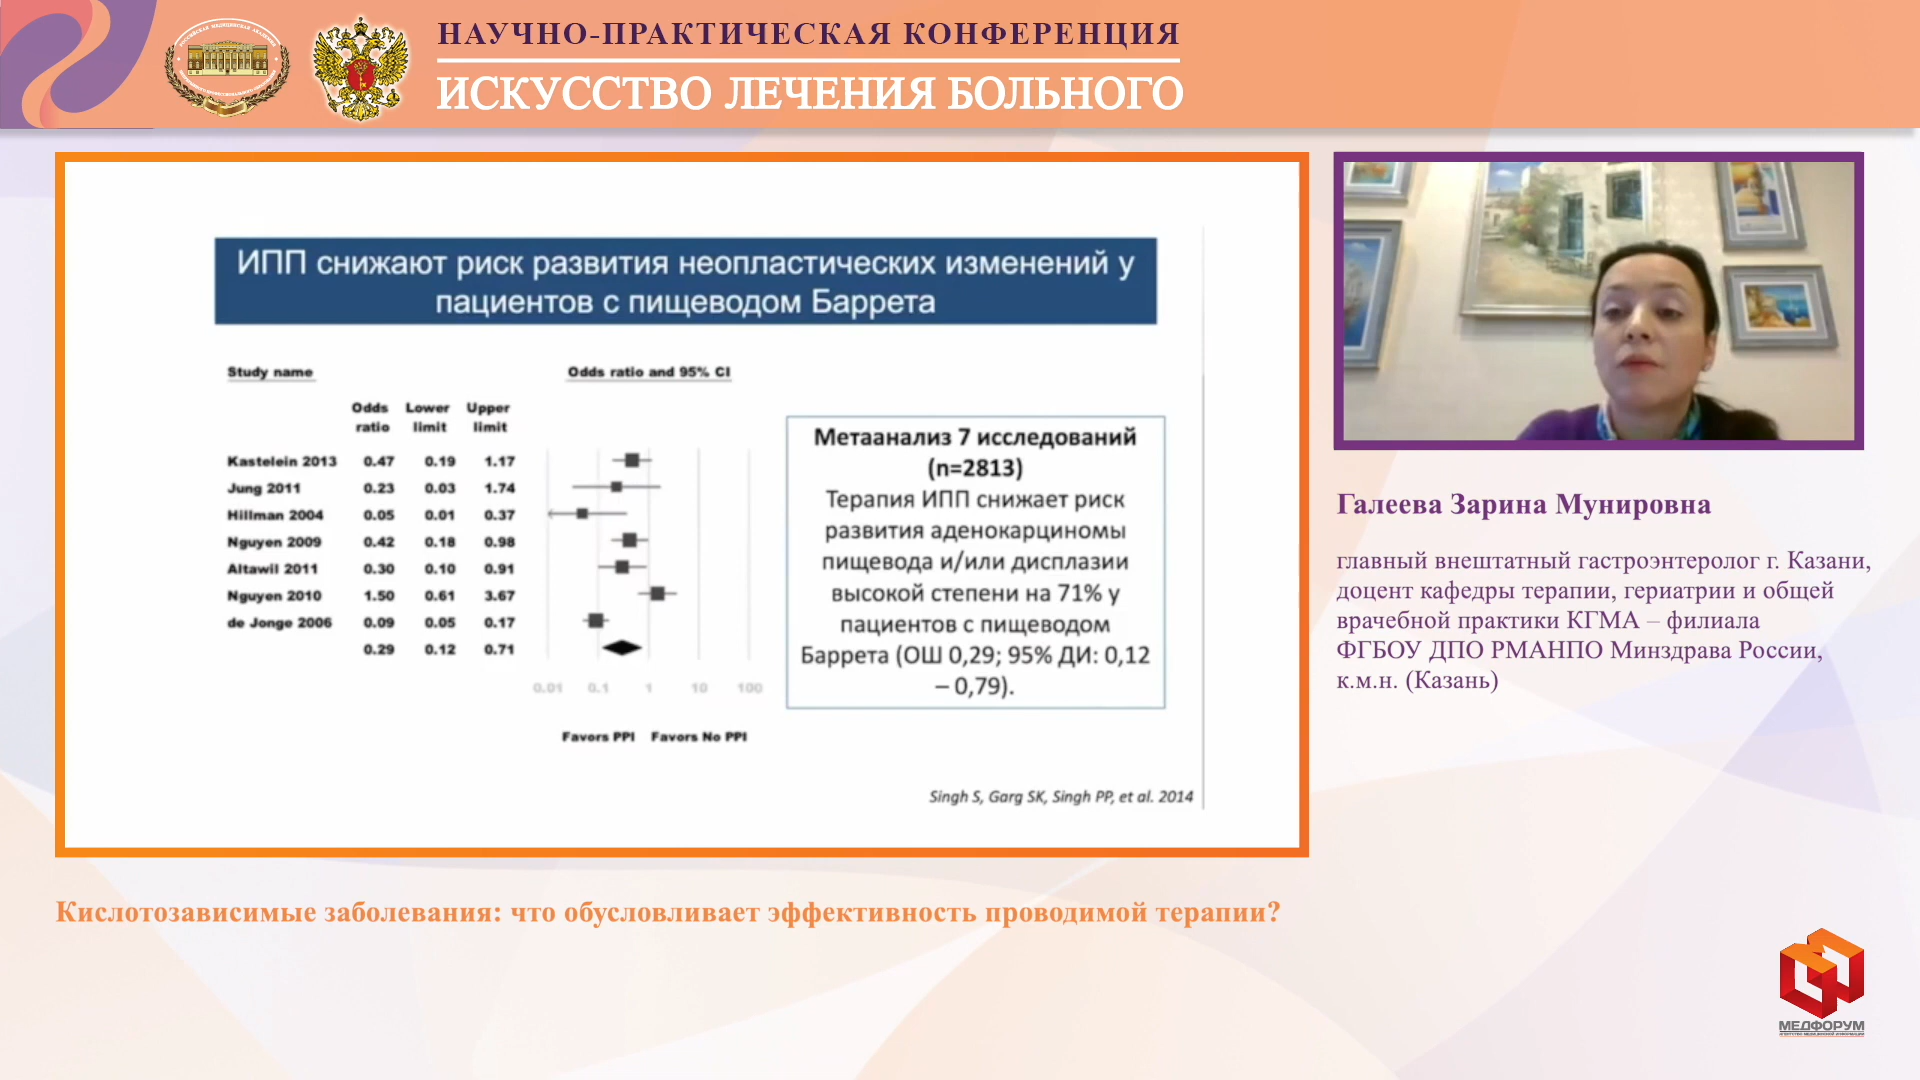 НАУЧНО-ПРАКТИЧЕСКАЯ КОНФЕРЕНЦИЯ
ИСКУССТВО ЛЕЧЕНИЯ БОЛЬНОГО
ИПП снижают риск развития неопластических изменений у
пациентов с пищеводом Баррета
Study name
Odds ratio and 95% CI
Odds Lower Upper
ratio limit limit
Kastelein 2013 0.47 0.19 1.17
Jung 2011 0.23 0.03 1.74
Hillman 2004 0.05 0.01 0.37
Nguyen 2009 0.42 0.18 0.98
Altawil 2011 0.30 0.10 0.91
Nguyen 2010 1.50 0.61 3.67
de Jonge 2006 0.09 0.05 0.17
0.29 0.12 0.71
0.01 0.1 1 10 100
Favors PPI Favors No PPI
Метаанализ 7 исследований
(n=2813)
Терапия ИПП снижает риск
развития аденокарциномы
пищевода и/или дисплазии
высокой степени на 71% у
пациентов с пищеводом
Баррета (ОШ 0,29; 95% ДИ: 0,12
– 0,79).
Singh S, Garg SK, Singh PP, et al. 2014
Галеева Зарина Мунировна
главный внештатный гастроэнтеролог г. Казани,
доцент кафедры терапии, гериатрии и общей
врачебной практики КГМА – филиала
ФГБОУ ДПО РМАНПО Минздрава России,
к.м.н. (Казань)
Кислотозависимые заболевания: что обусловливает эффективность проводимой терапии?
МЕДФОРУМ